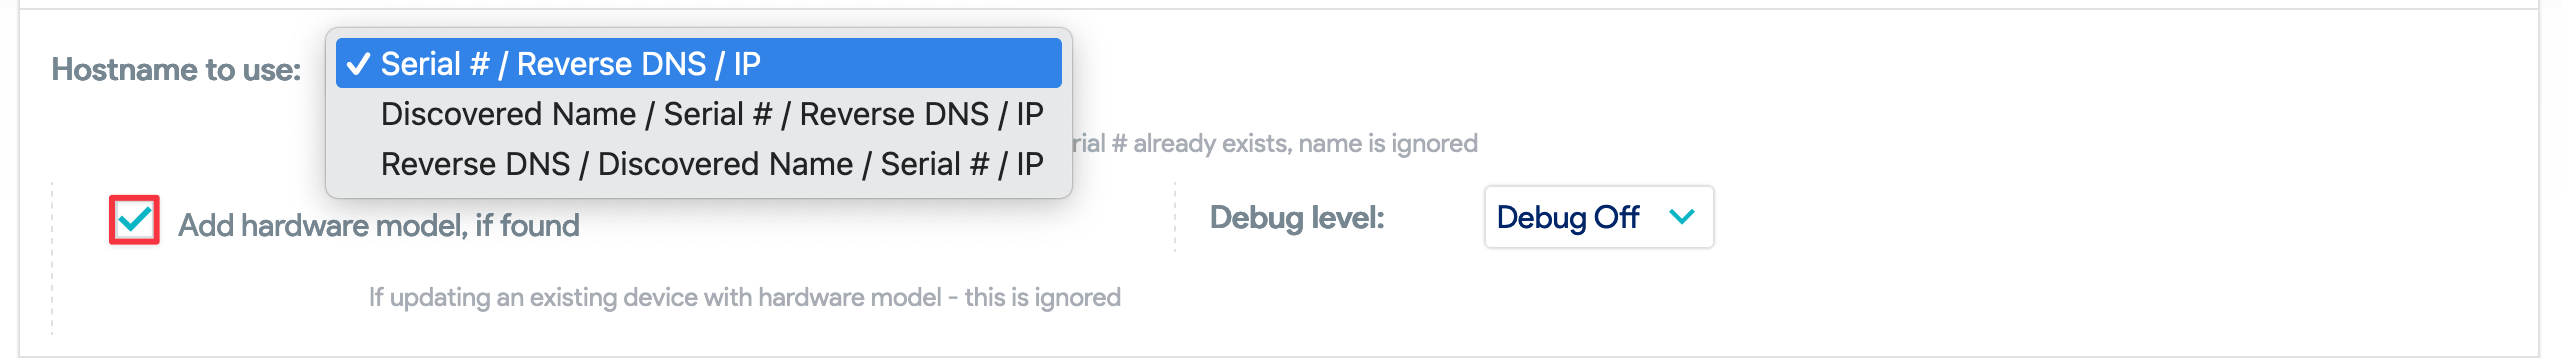 Hostname to use:
✓ Serial # / Reverse DNS / IP
Discovered Name / Serial # / Reverse DNS / IP
Reverse DNS / Discovered Name / Serial # / IP
# already exists, name is ignored
Add hardware model, if found
Debug level:
Debug Off
If updating an existing device with hardware model - this is ignored